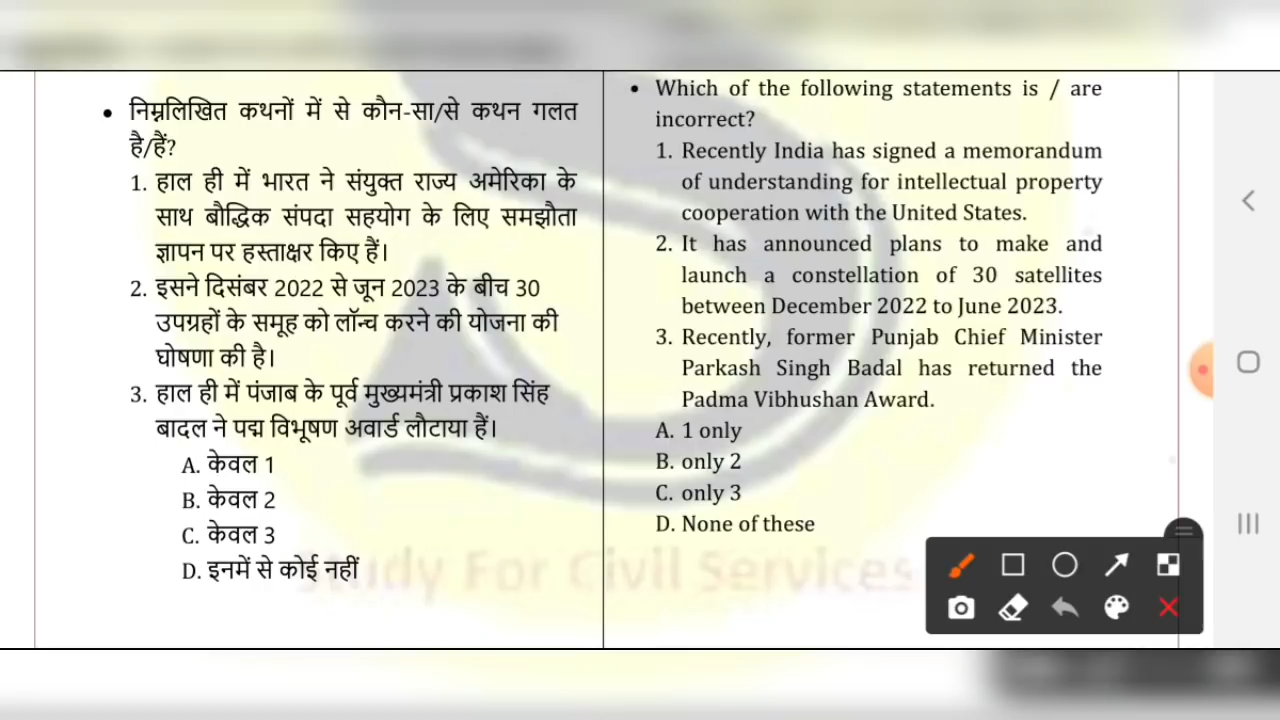 • निम्नलिखित कथनों में से कौन-सा/से कथन गलत
है/हैं?
1. हाल ही में भारत ने संयुक्त राज्य अमेरिका के
साथ बौद्धिक संपदा सहयोग के लिए समझौता
ज्ञापन पर हस्ताक्षर किए हैं।
2. इसने दिसंबर 2022 से जून 2023 के बीच 30
उपग्रहों के समूह को लॉन्च करने की योजना की
घोषणा की है।
3. हाल ही में पंजाब के पूर्व मुख्यमंत्री प्रकाश सिंह
बादल ने पद्म विभूषण अवार्ड लौटाया हैं।
A. केवल 1
B. केवल 2
C. केवल 3
D. इनमें से कोई नहीं
• Which of the following statements is / are
incorrect?
1. Recently India has signed a memorandum
of understanding for intellectual property
cooperation with the United States.
2. It has announced plans to make and
launch a constellation of 30 satellites
between December 2022 to June 2023.
3. Recently, former Punjab Chief Minister
Parkash Singh Badal has returned the
Padma Vibhushan Award.
A. 1 only
B. only 2
C. only 3
D. None of these
Study For Civil Services